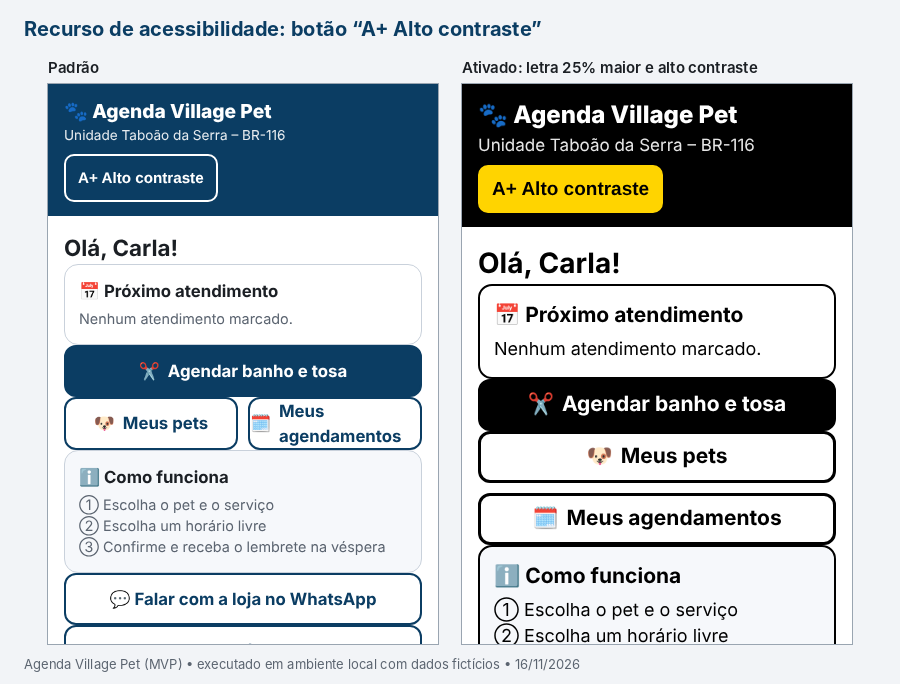 Recurso de acessibilidade: botão “A+ Alto contraste”
Padrão
🐾 Agenda Village Pet
Unidade Taboão da Serra – BR-116
A+ Alto contraste
Olá, Carla!
📅 Próximo atendimento
Nenhum atendimento marcado.
✂️ Agendar banho e tosa
🐶 Meus pets
🗓️ Meus
agendamentos
ℹ️ Como funciona
① Escolha o pet e o serviço
② Escolha um horário livre
③ Confirme e receba o lembrete na véspera
💬 Falar com a loja no WhatsApp
Ativado: letra 25% maior e alto contraste
🐾 Agenda Village Pet
Unidade Taboão da Serra – BR-116
A+ Alto contraste
Olá, Carla!
📅 Próximo atendimento
Nenhum atendimento marcado.
✂️ Agendar banho e tosa
🐶 Meus pets
🗓️ Meus agendamentos
ℹ️ Como funciona
① Escolha o pet e o serviço
② Escolha um horário livre
Agenda Village Pet (MVP) • executado em ambiente local com dados fictícios • 16/11/2026